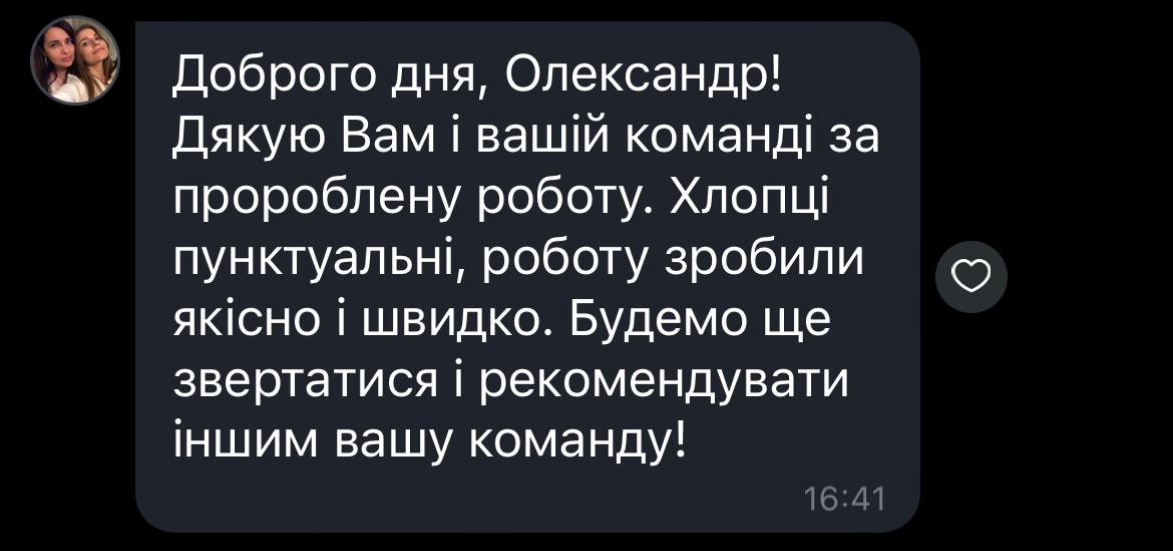 Доброго дня, Олександр!
Дякую Вам і вашій команді за
пророблену роботу. Хлопці
пунктуальні, роботу зробили
якісно і швидко. Будемо ще
звертатися і рекомендувати
іншим вашу команду!
16:41